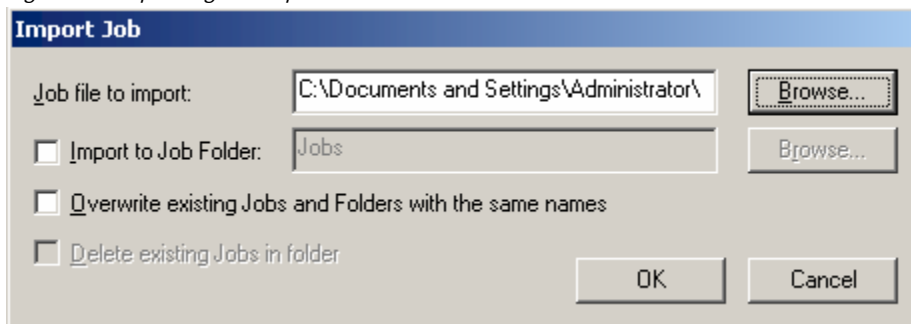 Import Job
Job file to import: C:\Documents and Settings\Administrator\ Browse...
Import to Job Folder: Jobs Browse...
Overwrite existing Jobs and Folders with the same names
Delete existing Jobs in folder
OK Cancel